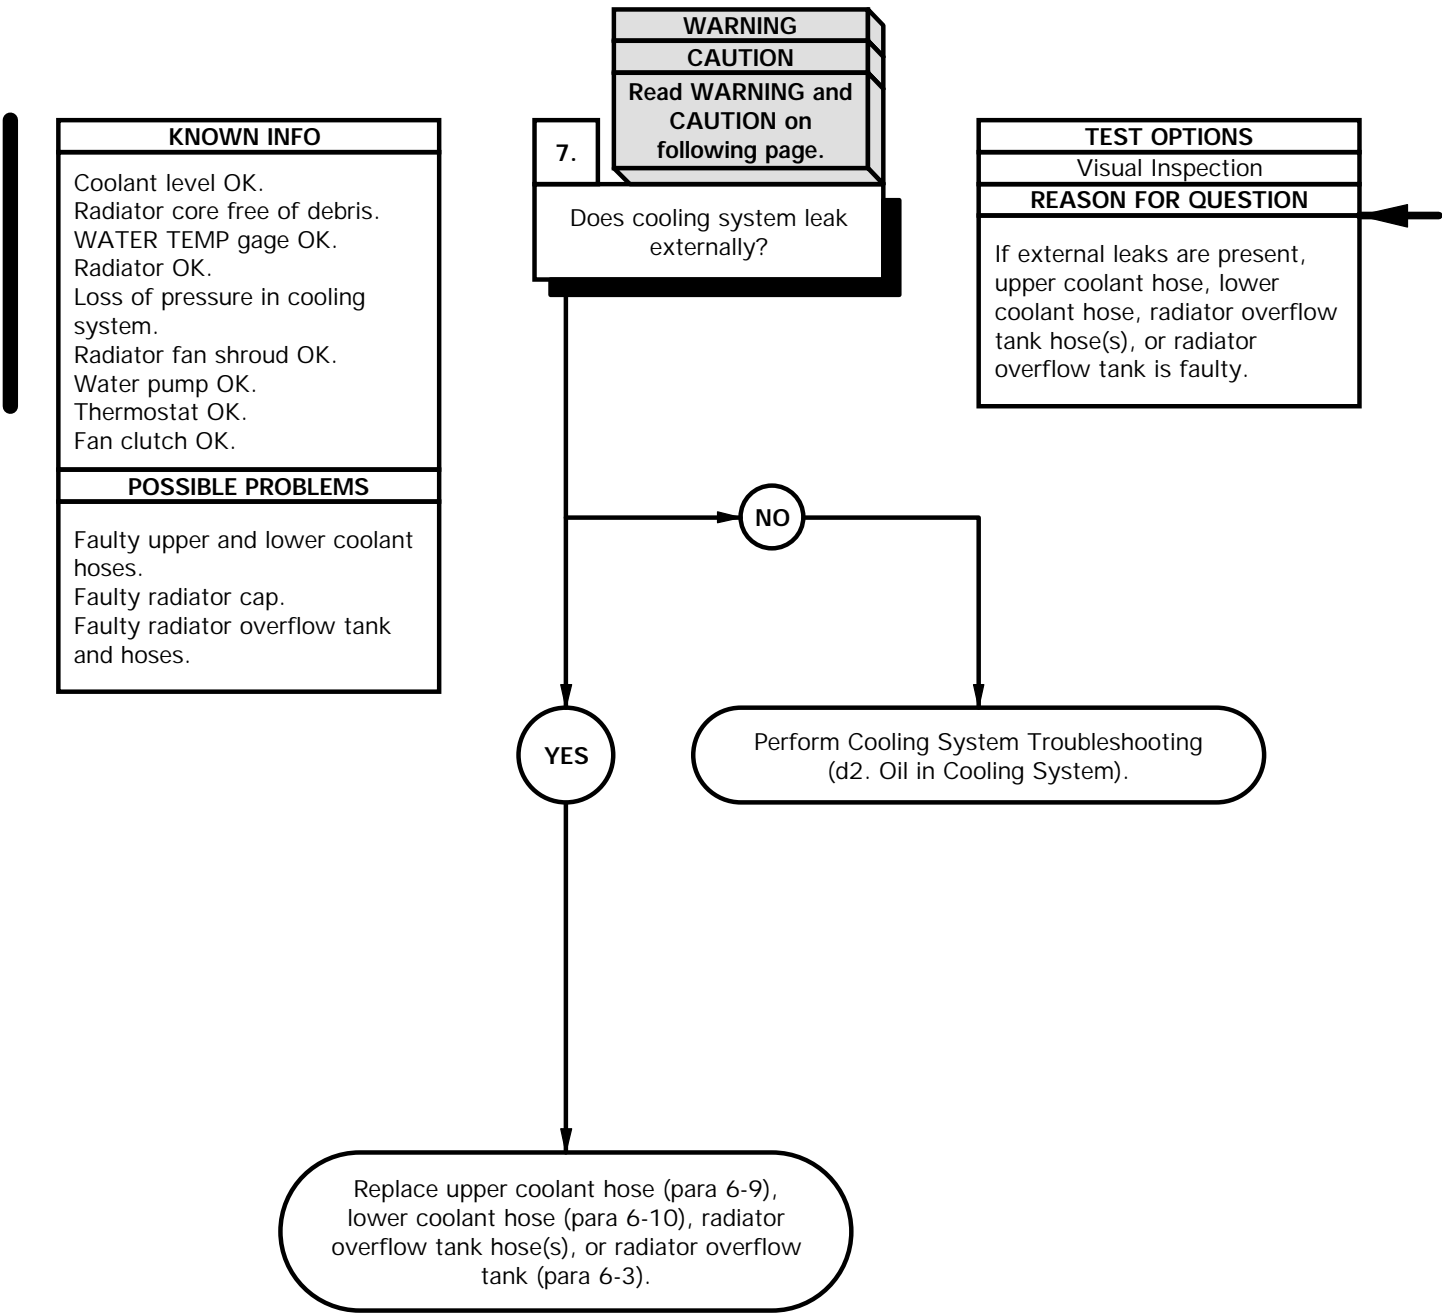 WARNING
CAUTION
Read WARNING and
CAUTION on
following page.
KNOWN INFO
Coolant level OK.
Radiator core free of debris.
WATER TEMP gage OK.
Radiator OK.
Loss of pressure in cooling
system.
Radiator fan shroud OK.
Water pump OK.
Thermostat OK.
Fan clutch OK.
POSSIBLE PROBLEMS
Faulty upper and lower coolant
hoses.
Faulty radiator cap.
Faulty radiator overflow tank
and hoses.
7.
Does cooling system leak
externally?
TEST OPTIONS
Visual Inspection
REASON FOR QUESTION
If external leaks are present,
upper coolant hose, lower
coolant hose, radiator overflow
tank hose(s), or radiator
overflow tank is faulty.
NO
YES
Perform Cooling System Troubleshooting
(d2. Oil in Cooling System).
Replace upper coolant hose (para 6-9),
lower coolant hose (para 6-10), radiator
overflow tank hose(s), or radiator overflow
tank (para 6-3).